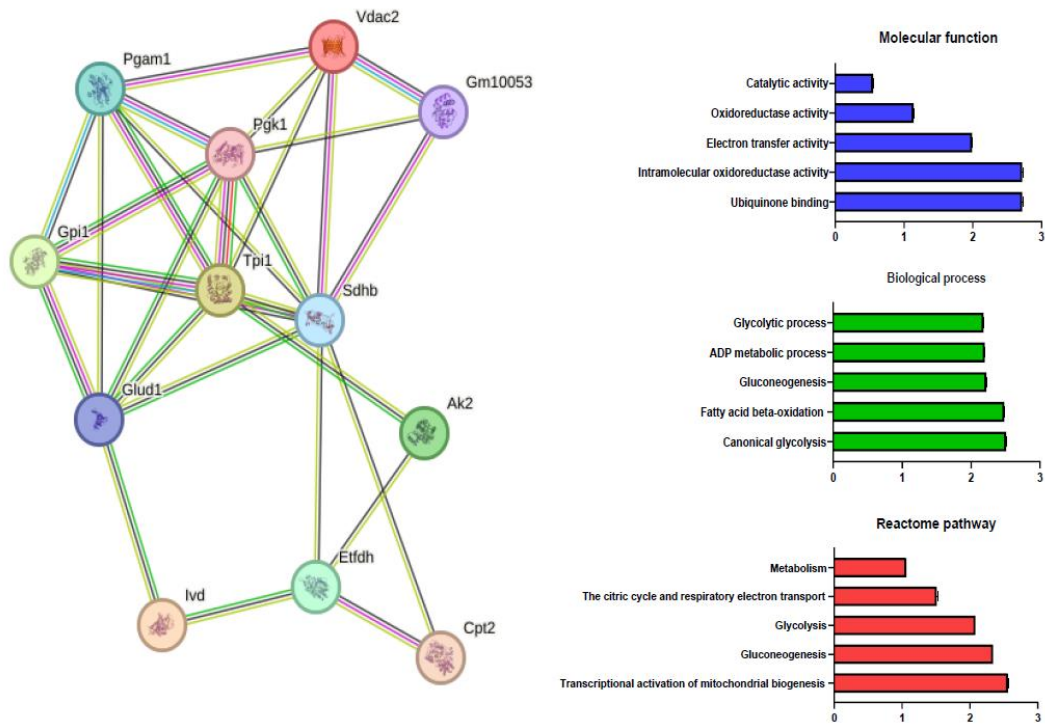 Vdac2
Pgam1
Gm10053
Pgk1
Gpi1
Tpi1
Sdhb
Glud1
Ak2
Etfdh
Ivd
Cpt2
Molecular function
Catalytic activity
Oxidoreductase activity
Electron transfer activity
Intramolecular oxidoreductase activity
Ubiquinone binding
0 1 2 3
Biological process
Glycolytic process
ADP metabolic process
Gluconeogenesis
Fatty acid beta-oxidation
Canonical glycolysis
0 1 2 3
Reactome pathway
Metabolism
The citric cycle and respiratory electron transport
Glycolysis
Gluconeogenesis
Transcriptional activation of mitochondrial biogenesis
0 1 2 3